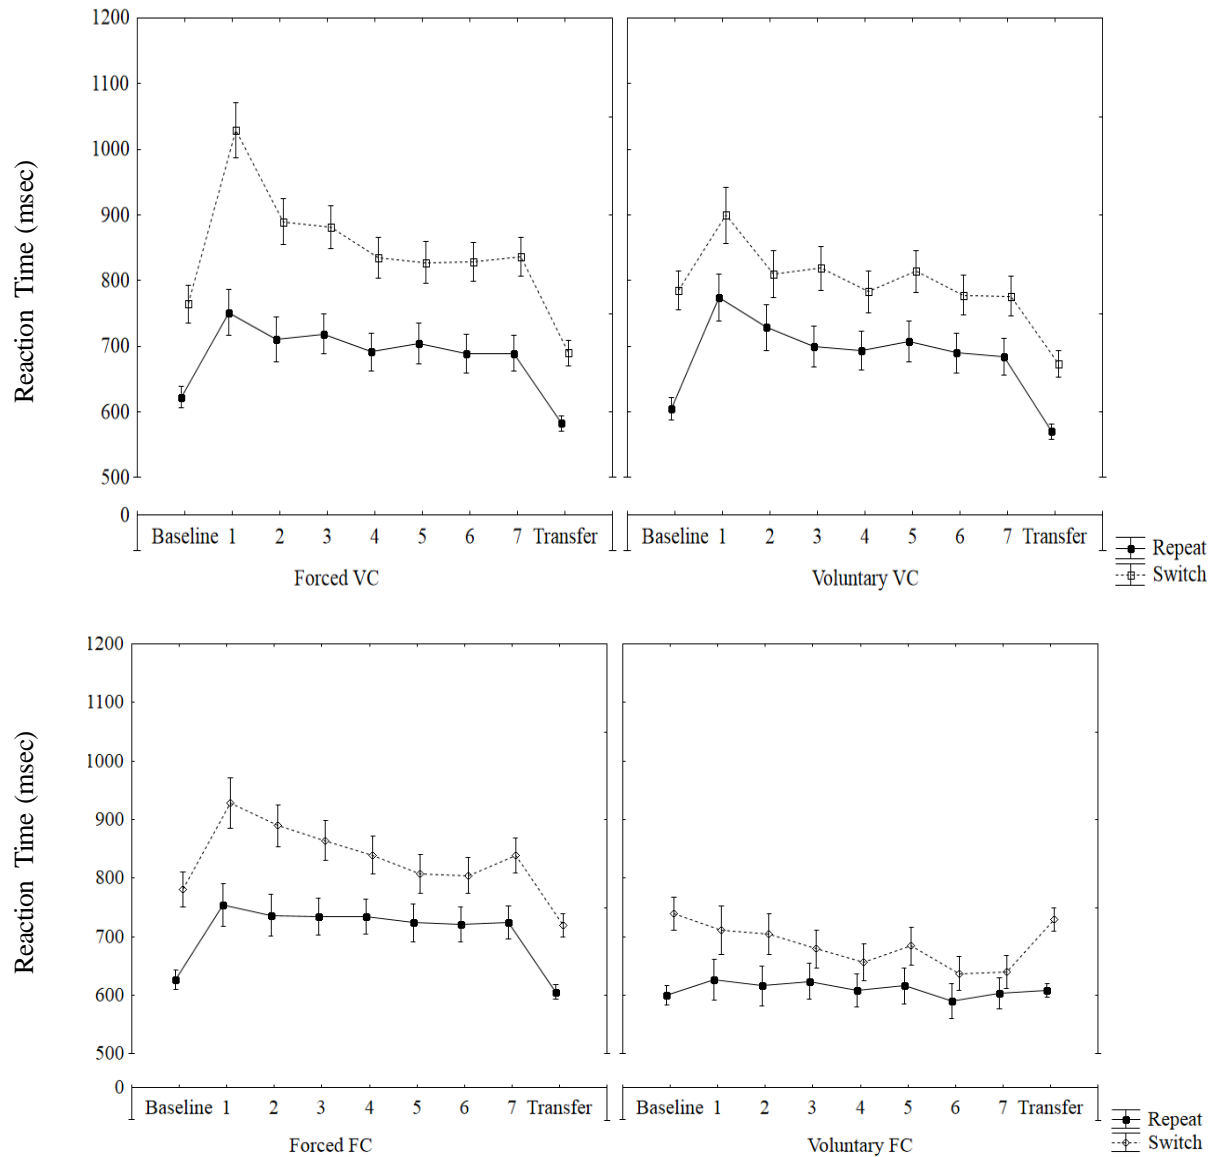 1200
1100
1000
900
800
700
600
500
0
Reaction Time (msec)
Baseline 1 2 3 4 5 6 7 Transfer
Baseline 1 2 3 4 5 6 7 Transfer
Forced VC
Voluntary VC
Repeat
Switch
1200
1100
1000
900
800
700
600
500
0
Reaction Time (msec)
Baseline 1 2 3 4 5 6 7 Transfer
Baseline 1 2 3 4 5 6 7 Transfer
Forced FC
Voluntary FC
Repeat
Switch